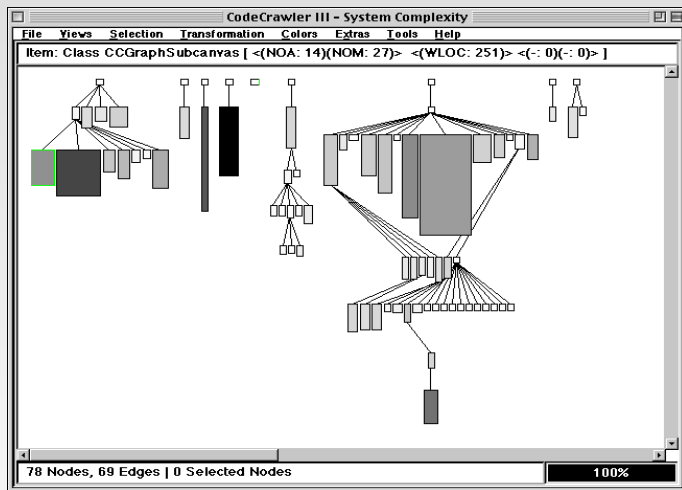 CodeCrawler III - System Complexity
File Views Selection Transformation Colors Extras Tools Help
Item: Class CCGraphSubcanvas [ <(NOA: 14)(NOM: 27)> <(WLOC: 251)> <(-: 0)(-: 0)> ]
78 Nodes, 69 Edges | 0 Selected Nodes
100%